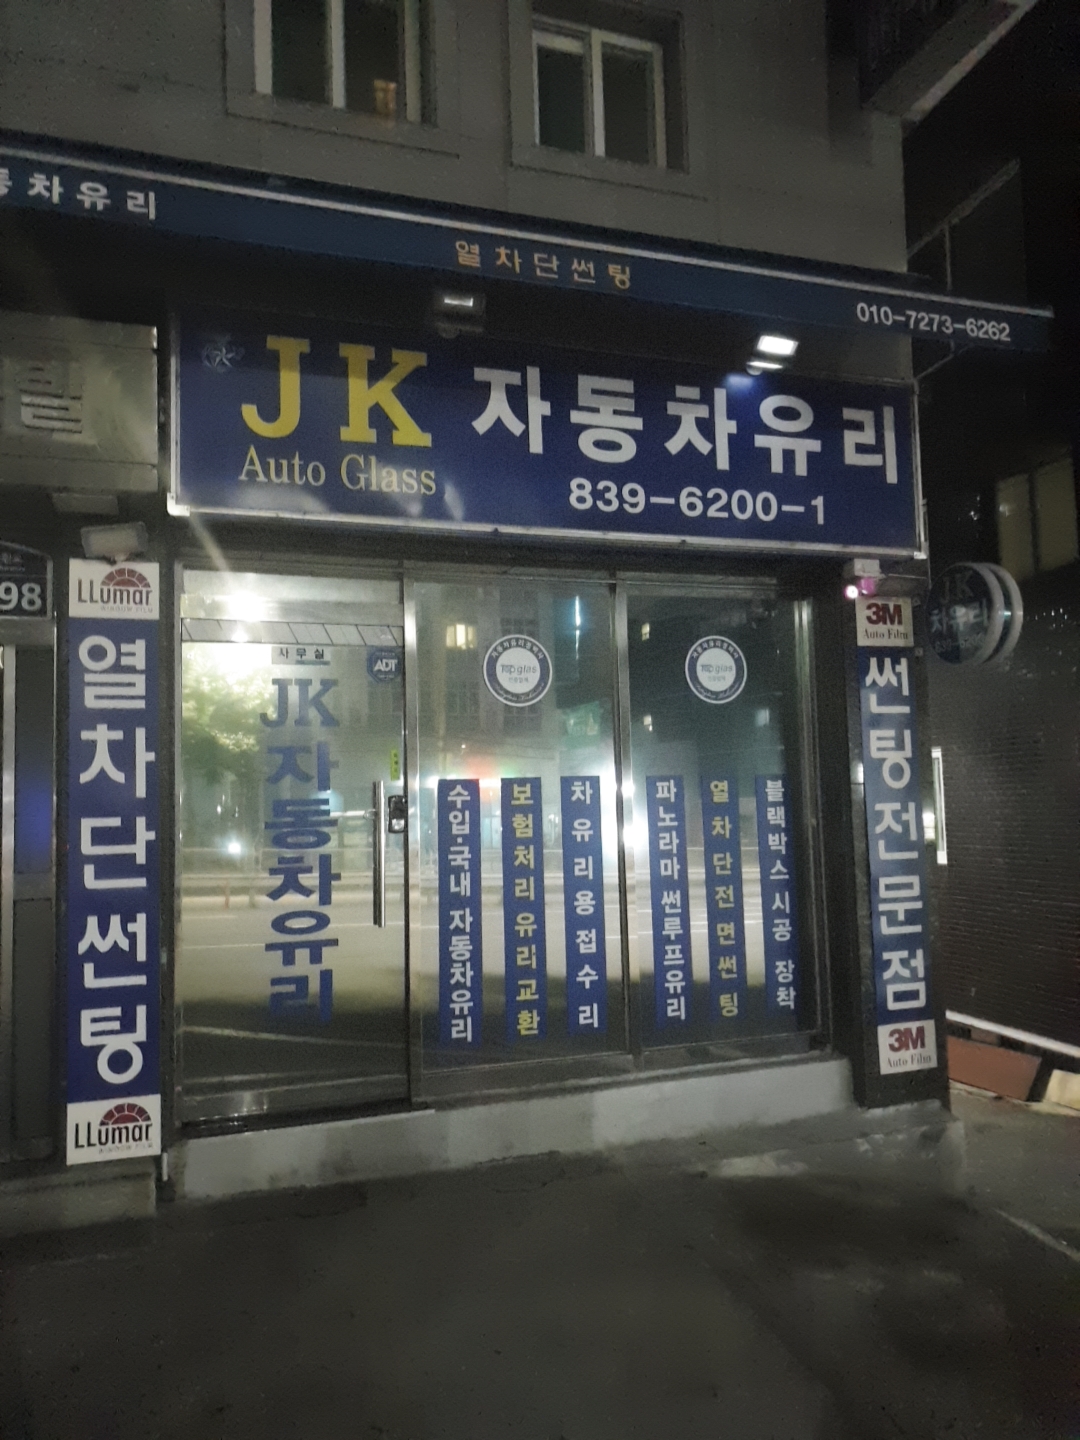 차유리
열차단썬팅
010-7273-6262
JK 자동차유리
Auto Glass
839-6200-1
98
LLumar
열차단썬팅
LLumar
사무실
ADT
JK
자동차유리
Top glas
Top glas
수입·국내 자동차유리
보험처리유리교환
차유리용접수리
파노라마썬루프유리
열차단전면썬팅
블랙박스시공 장착
3M
Auto Film
썬팅전문점
3M
Auto Film
JK
차유리